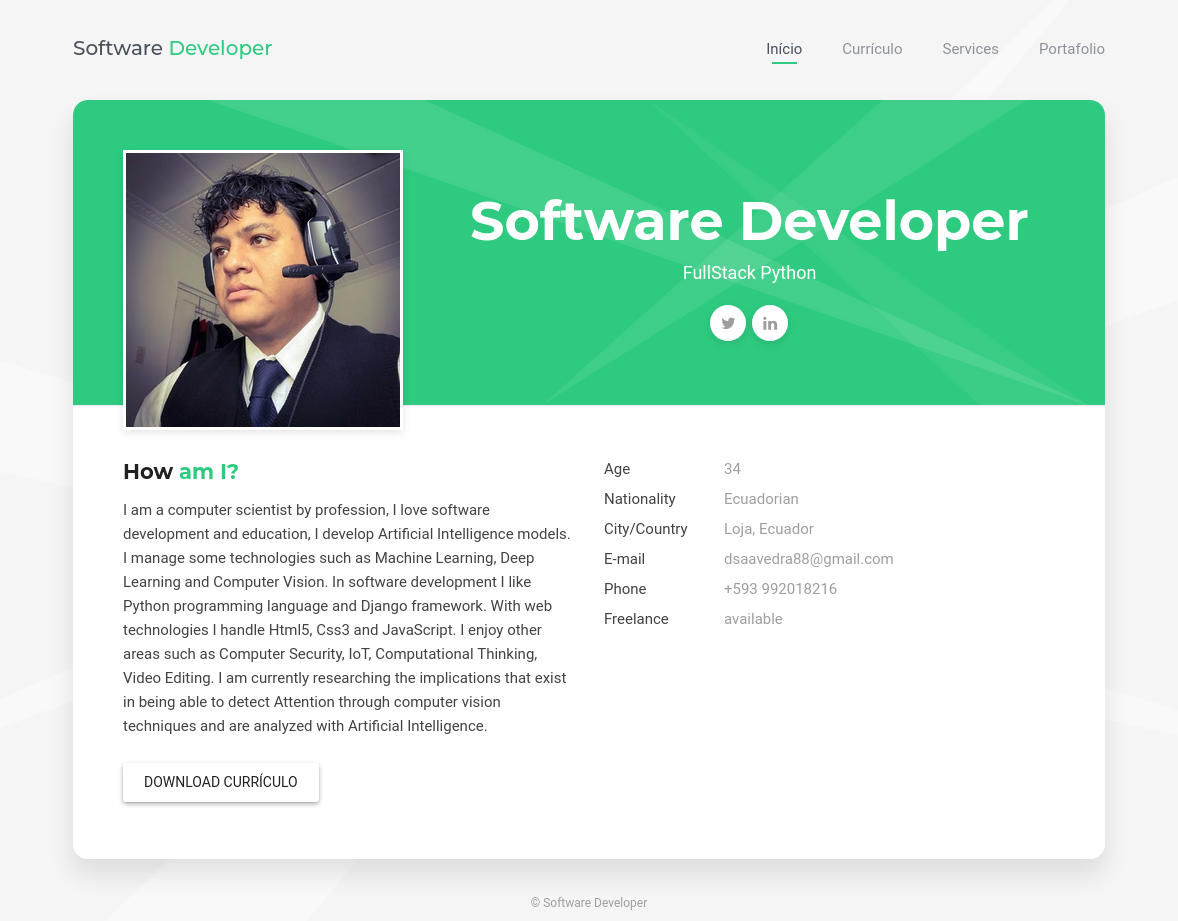 Software Developer
Início
Currículo
Services
Portafolio
Software Developer
FullStack Python
How am I?
I am a computer scientist by profession, I love software
development and education, I develop Artificial Intelligence models.
I manage some technologies such as Machine Learning, Deep
Learning and Computer Vision. In software development I like
Python programming language and Django framework. With web
technologies I handle Html5, Css3 and JavaScript. I enjoy other
areas such as Computer Security, IoT, Computational Thinking,
Video Editing. I am currently researching the implications that exist
in being able to detect Attention through computer vision
techniques and are analyzed with Artificial Intelligence.
DOWNLOAD CURRÍCULO
Age 34
Nationality Ecuadorian
City/Country Loja, Ecuador
E-mail dsaavedra88@gmail.com
Phone +593 992018216
Freelance available
© Software Developer